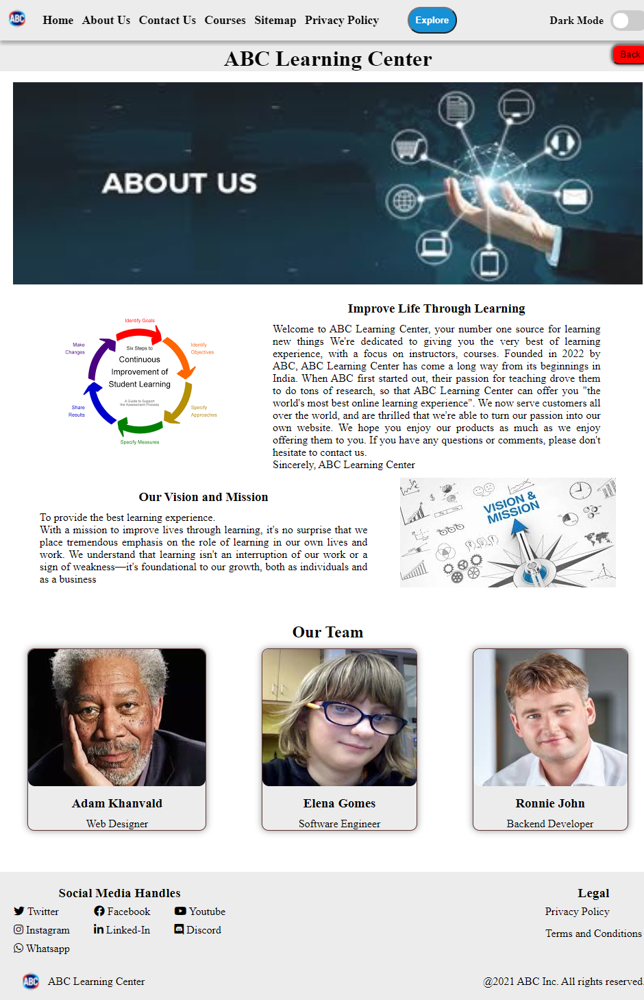 ABC
Home About Us Contact Us Courses Sitemap Privacy Policy Explore Dark Mode
ABC Learning Center
Back
ABOUT US
Improve Life Through Learning
Welcome to ABC Learning Center, your number one source for learning
new things We're dedicated to giving you the very best of learning
experience, with a focus on instructors, courses. Founded in 2022 by
ABC, ABC Learning Center has come a long way from its beginnings in
India. When ABC first started out, their passion for teaching drove them
to do tons of research, so that ABC Learning Center can offer you "the
world's most best online learning experience". We now serve customers all
over the world, and are thrilled that we're able to turn our passion into our
own website. We hope you enjoy our products as much as we enjoy
offering them to you. If you have any questions or comments, please don't
hesitate to contact us.
Sincerely, ABC Learning Center
Identify Goals
Identify
Objectives
Specify
Approaches
Specify Measures
Share
Results
Make
Changes
Six Steps to
Continuous
Improvement of
Student Learning
A Guide to Support
the Assessment Process
Our Vision and Mission
To provide the best learning experience.
With a mission to improve lives through learning, it's no surprise that we
place tremendous emphasis on the role of learning in our own lives and
work. We understand that learning isn't an interruption of our work or a
sign of weakness—it's foundational to our growth, both as individuals and
as a business
VISION &
MISSION
Our Team
Adam Khanvald
Web Designer
Elena Gomes
Software Engineer
Ronnie John
Backend Developer
Social Media Handles
Twitter Facebook Youtube
Instagram Linked-In Discord
Whatsapp
Legal
Privacy Policy
Terms and Conditions
ABC ABC Learning Center
@2021 ABC Inc. All rights reserved.